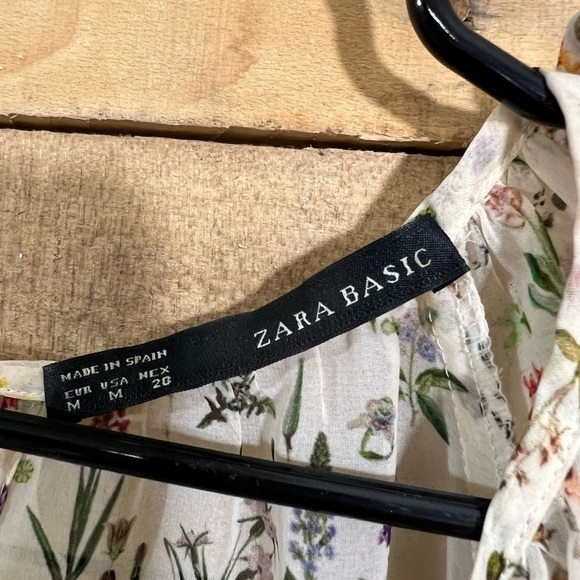 ZARA BASIC
MADE IN SPAIN
EUR USA MEX
M M 28